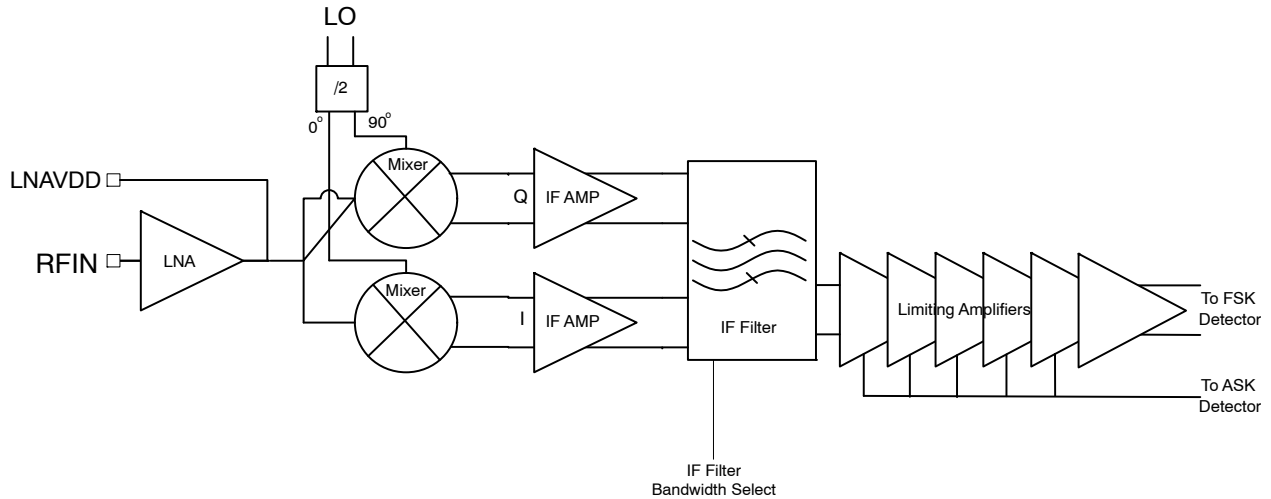 LO
/2
0°
90°
LNAVDD
RFIN
LNA
Mixer
Q
IF AMP
Mixer
I
IF AMP
IF Filter
Limiting Amplifiers
To FSK
Detector
To ASK
Detector
IF Filter
Bandwidth Select